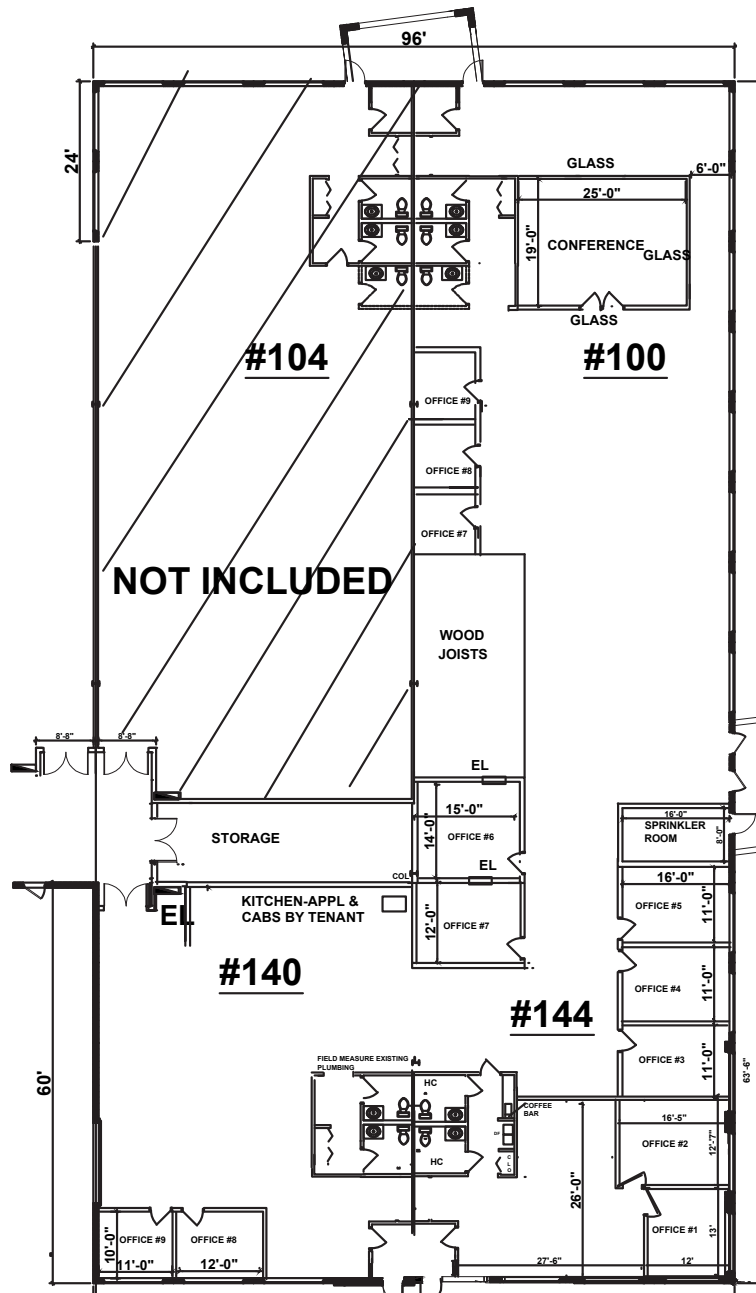 96'
24'
GLASS
6'-0"
25'-0"
19'-0"
CONFERENCE
GLASS
GLASS
#104
#100
OFFICE #9
OFFICE #8
OFFICE #7
NOT INCLUDED
WOOD
JOISTS
8'-8"
8'-8"
EL
15'-0"
14'-0"
OFFICE #6
STORAGE
16'-0"
SPRINKLER
ROOM
8'-0"
EL
COL
16'-0"
KITCHEN-APPL &
CABS BY TENANT
EL
12'-0"
OFFICE #7
OFFICE #5
11'-0"
#140
OFFICE #4
11'-0"
#144
FIELD MEASURE EXISTING
PLUMBING
OFFICE #3
11'-0"
63'-6"
60'
HC
COFFEE
BAR
DF
HC
CLO
16'-5"
OFFICE #2
12'-7"
26'-0"
10'-0"
OFFICE #9
OFFICE #8
11'-0"
12'-0"
27'-6"
OFFICE #1
13'
12'